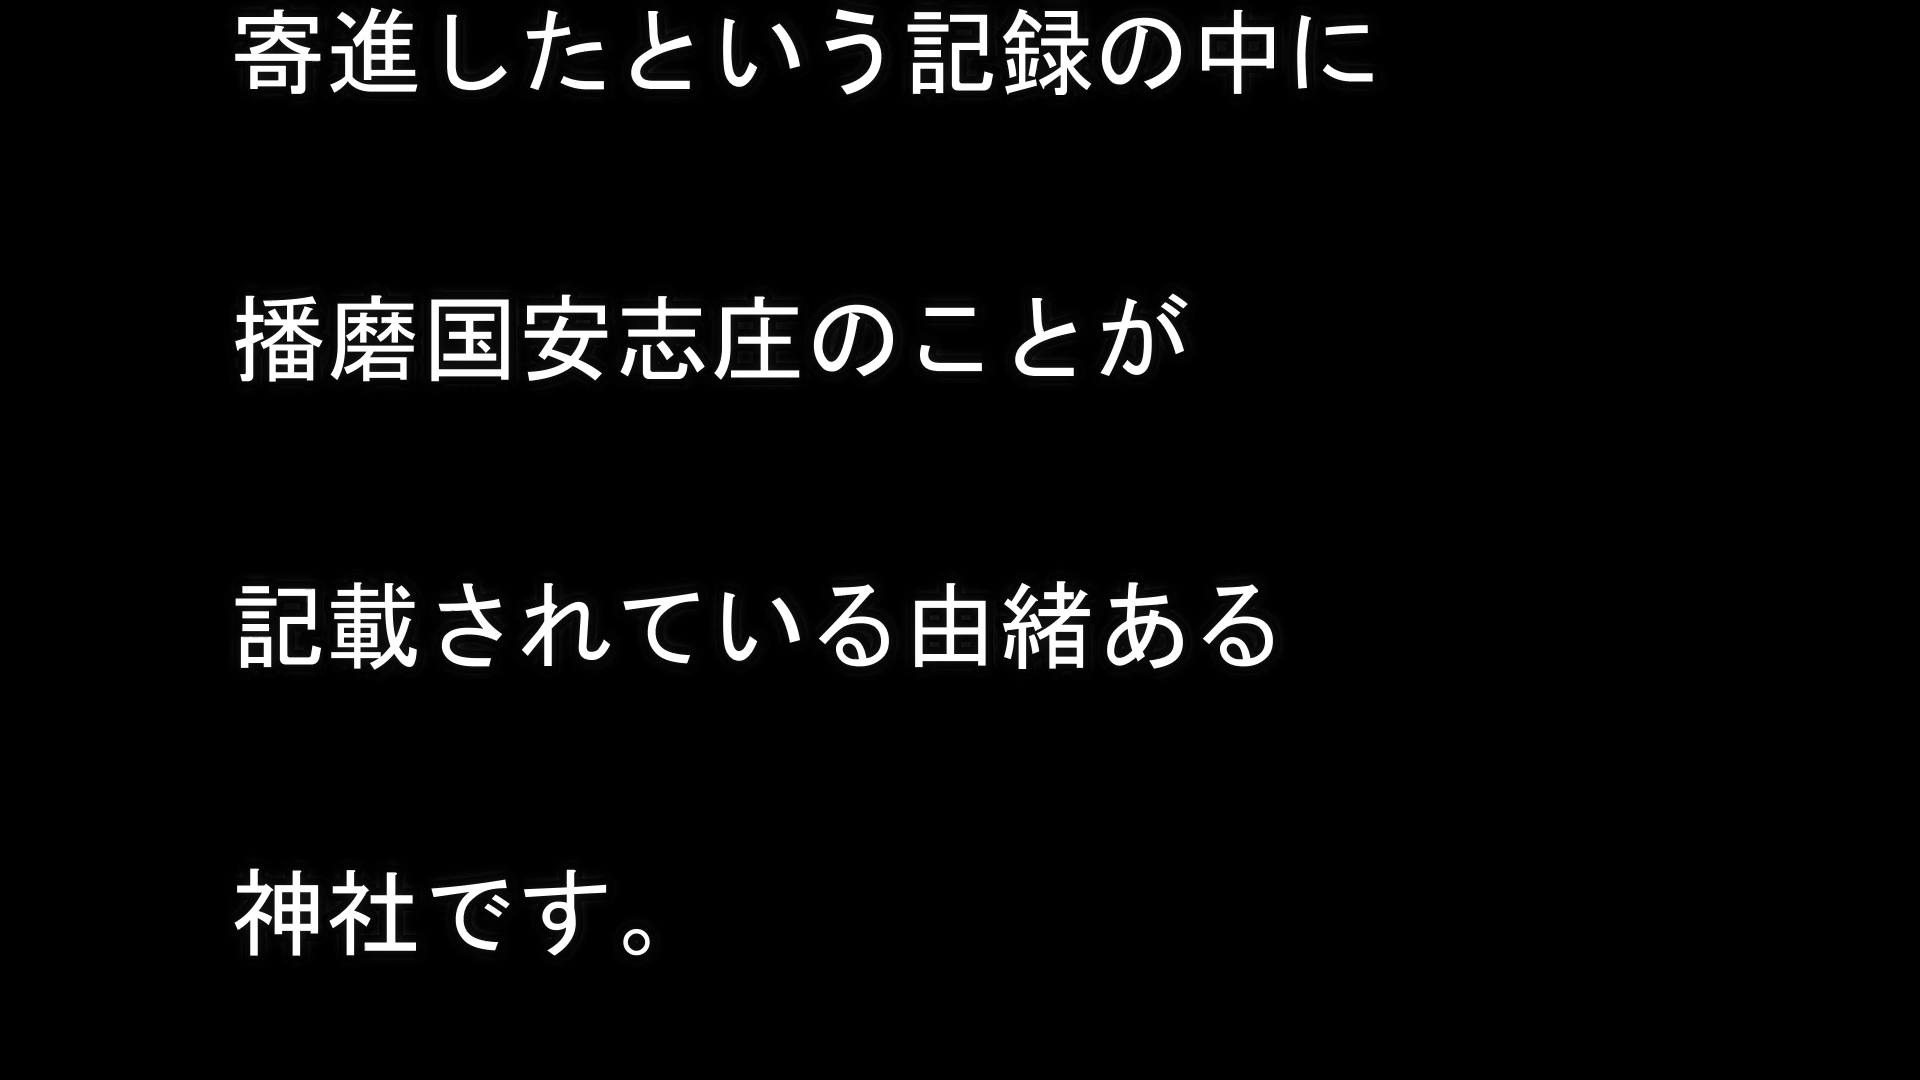 寄進したという記録の中に
播磨国安志庄のことが
記載されている由緒ある
神社です。